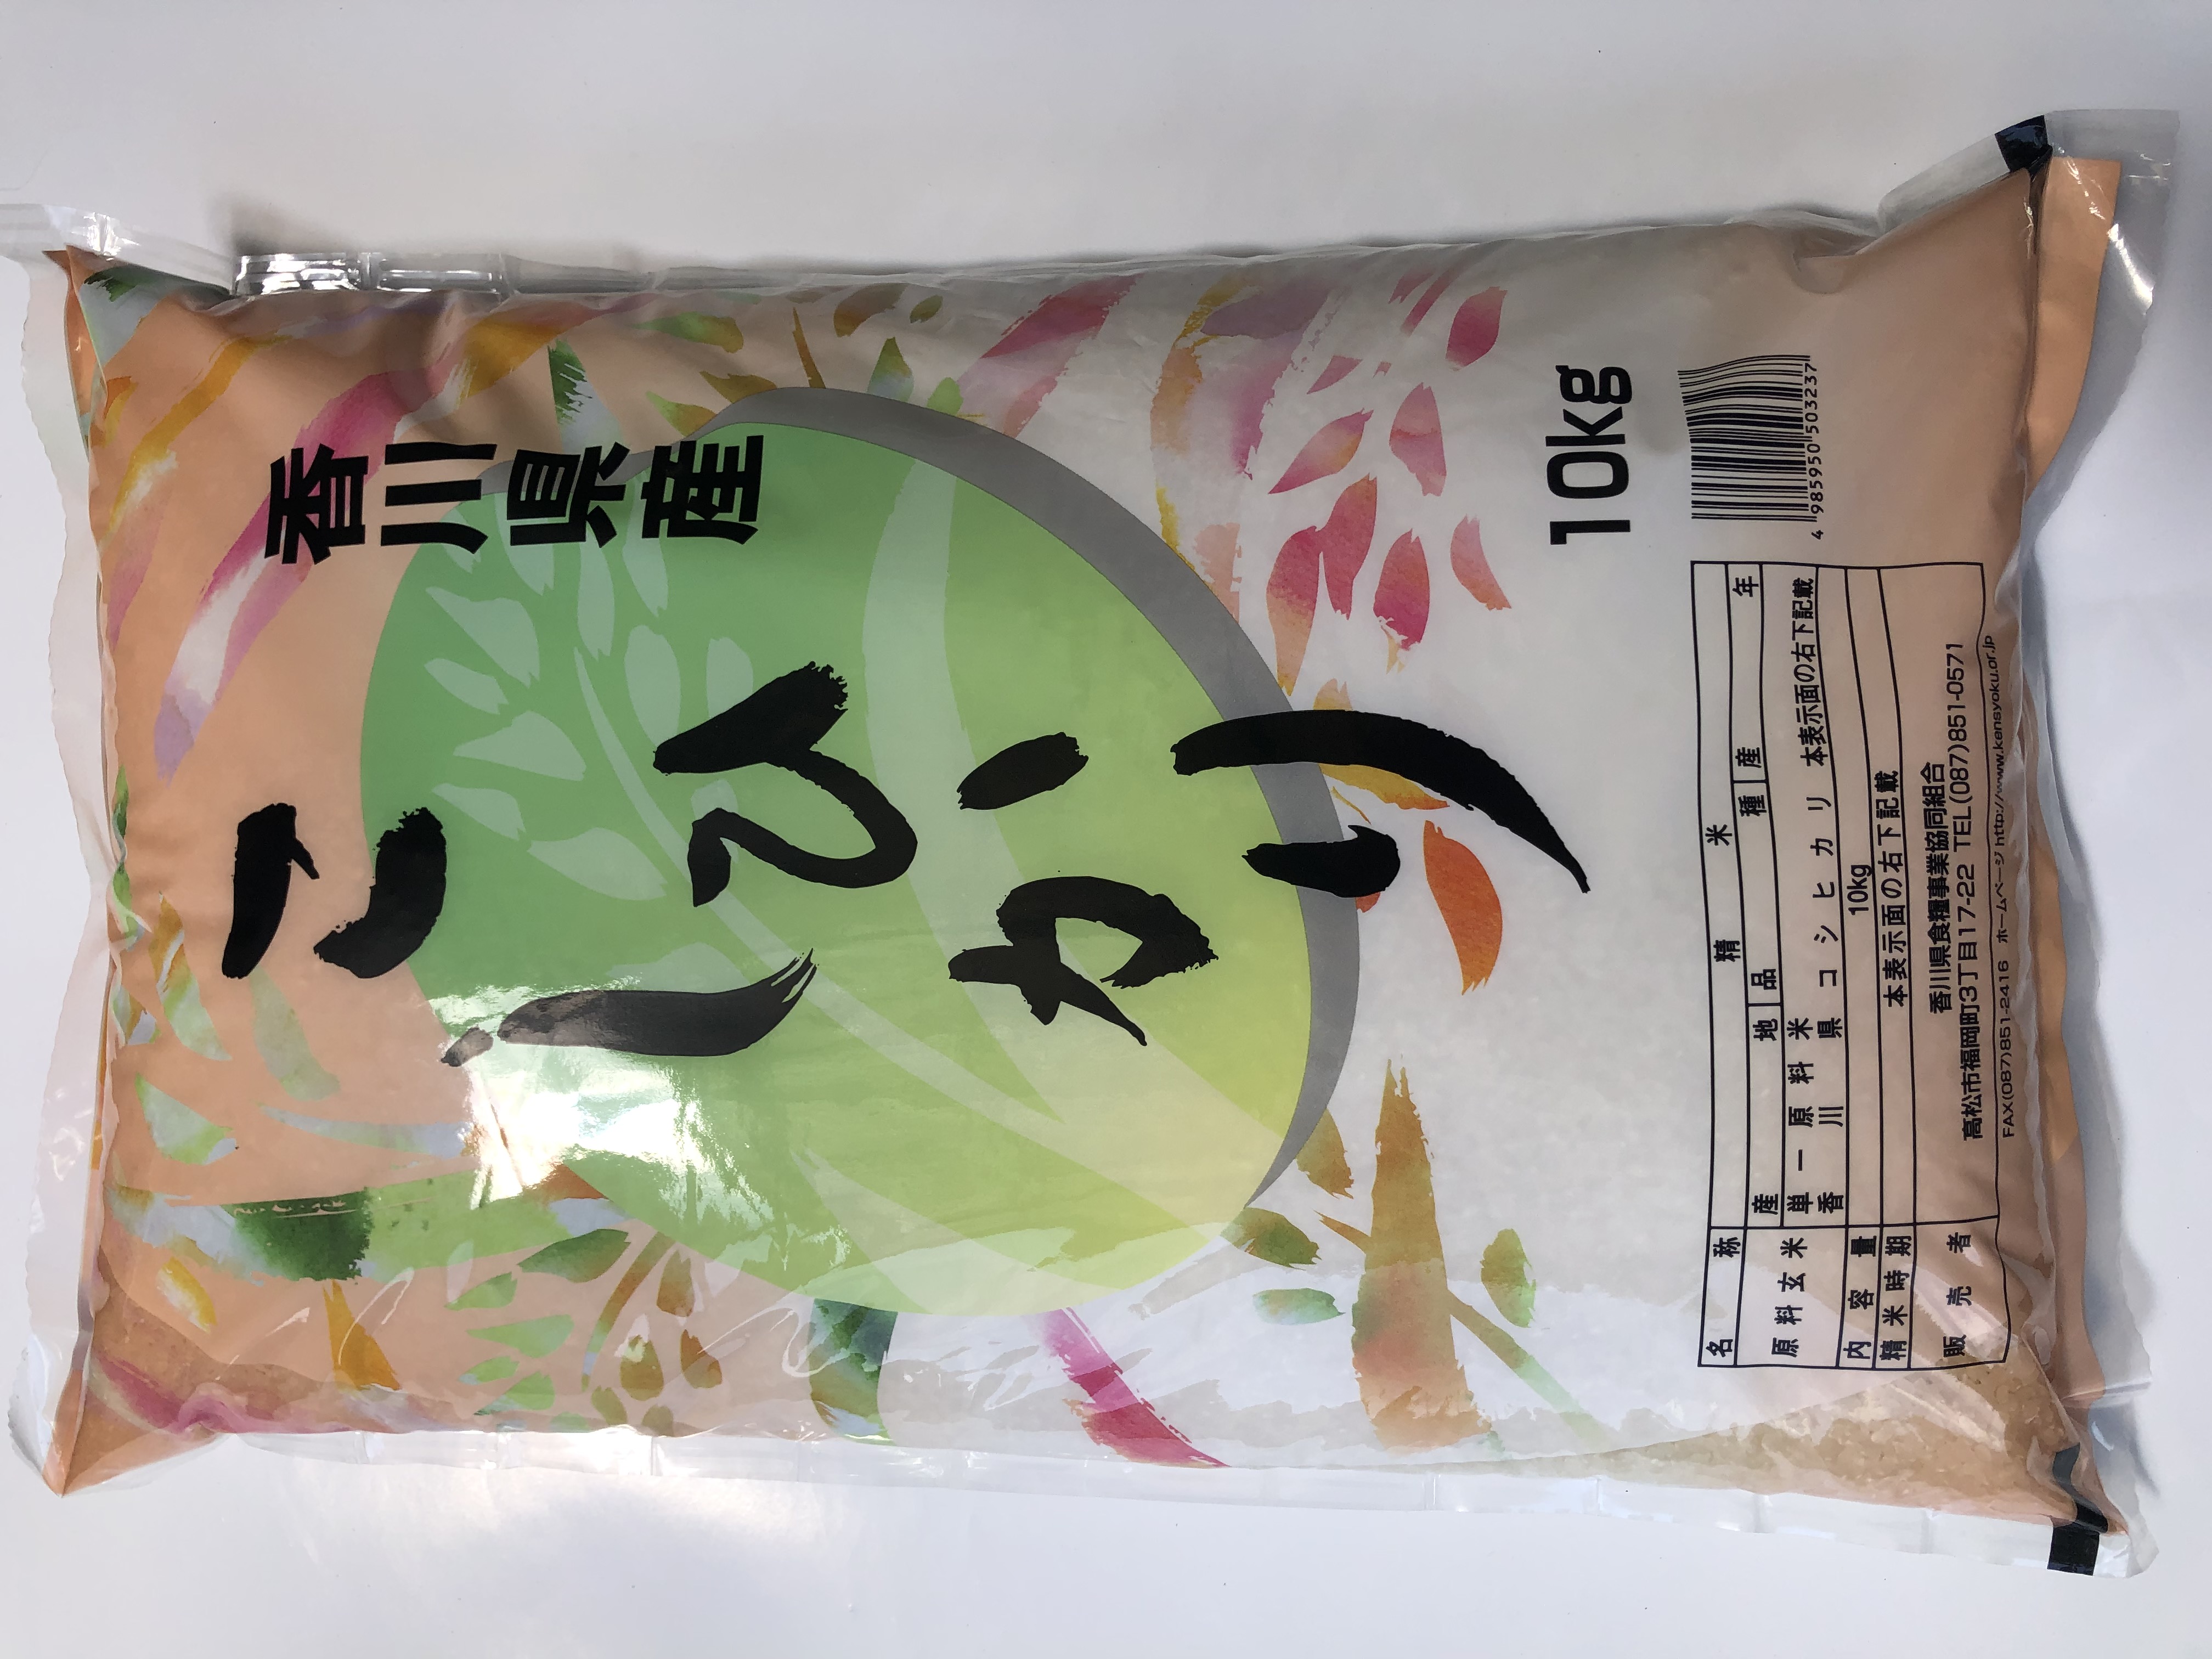 香川県産
こしひかり
10kg
4 985950 503237
名称 精米
原料玄米 産地 品種 産年
単一原料米
香川県 コシヒカリ 本表示面の右下記載
内容量 10kg
精米時期 本表示面の右下記載
販売者 香川県食糧事業協同組合
高松市福岡町3丁目17-22 TEL(087)851-0571
FAX(087)851-2416 ホームページ http://www.kensyoku.or.jp